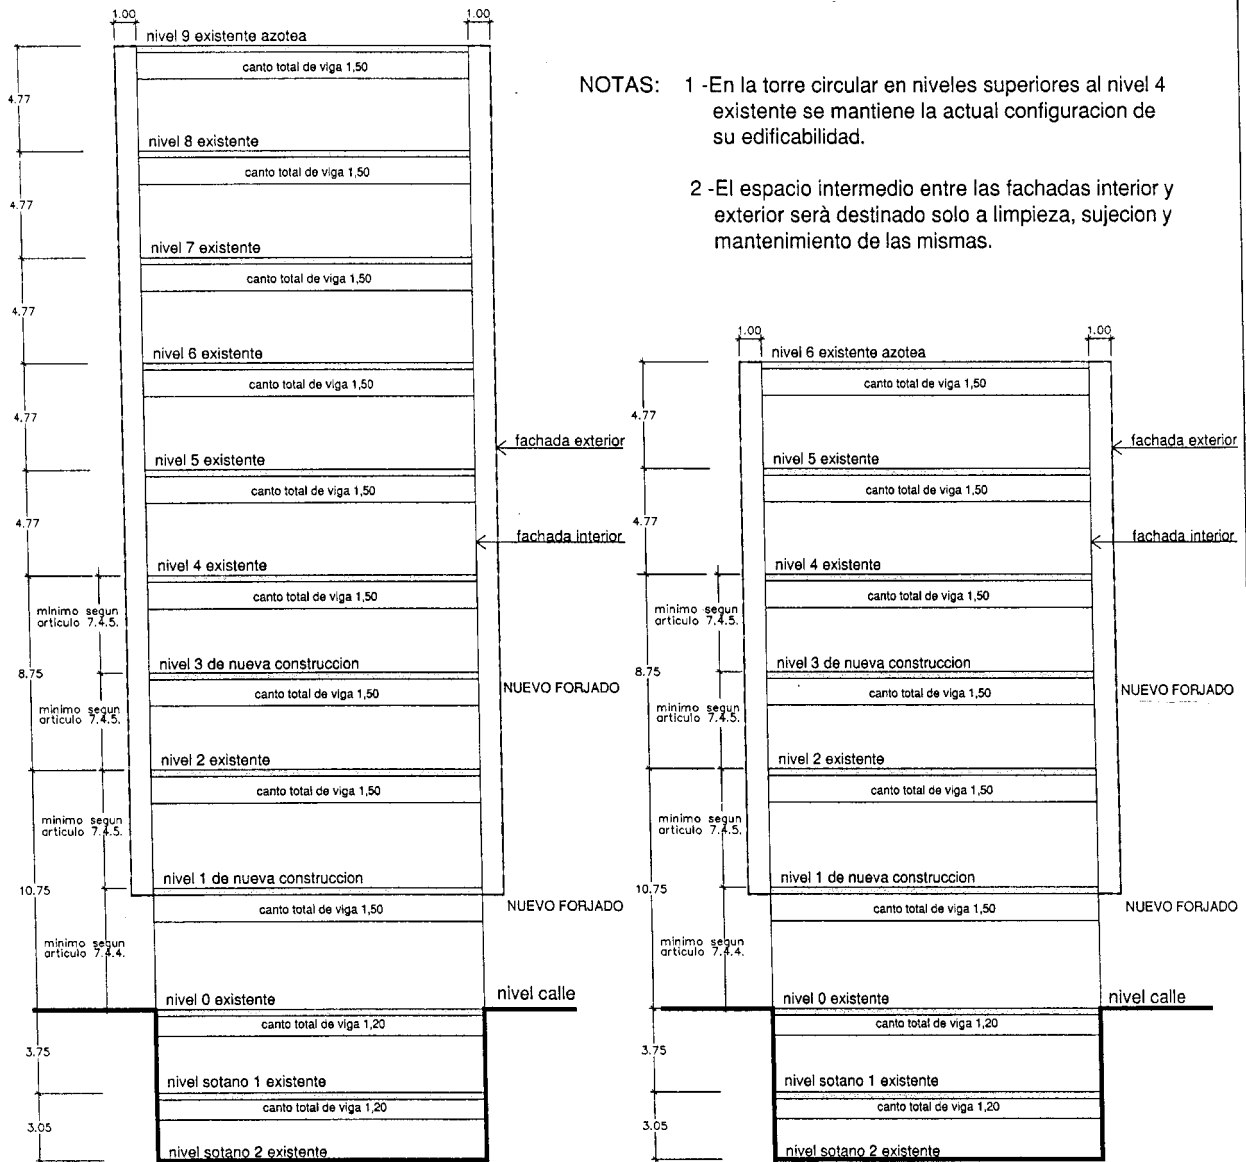 1.00
1.00
nivel 9 existente azotea
canto total de viga 1,50
4.77
nivel 8 existente
canto total de viga 1,50
4.77
nivel 7 existente
canto total de viga 1,50
4.77
nivel 6 existente
canto total de viga 1,50
4.77
fachada exterior
nivel 5 existente
canto total de viga 1,50
4.77
fachada interior
nivel 4 existente
canto total de viga 1,50
minimo segun
articulo 7.4.5.
nivel 3 de nueva construccion
8.75
canto total de viga 1,50
NUEVO FORJADO
minimo segun
articulo 7.4.5.
nivel 2 existente
canto total de viga 1,50
minimo segun
articulo 7.4.5.
nivel 1 de nueva construccion
10.75
canto total de viga 1,50
NUEVO FORJADO
minimo segun
articulo 7.4.4.
nivel 0 existente
nivel calle
canto total de viga 1,20
3.75
nivel sotano 1 existente
canto total de viga 1,20
3.05
nivel sotano 2 existente
NOTAS: 1 -En la torre circular en niveles superiores al nivel 4
existente se mantiene la actual configuracion de
su edificabilidad.
2 -El espacio intermedio entre las fachadas interior y
exterior serà destinado solo a limpieza, sujecion y
mantenimiento de las mismas.
1.00
1.00
nivel 6 existente azotea
canto total de viga 1,50
4.77
fachada exterior
nivel 5 existente
canto total de viga 1,50
4.77
fachada interior
nivel 4 existente
canto total de viga 1,50
minimo segun
articulo 7.4.5.
nivel 3 de nueva construccion
8.75
canto total de viga 1,50
NUEVO FORJADO
minimo segun
articulo 7.4.5.
nivel 2 existente
canto total de viga 1,50
minimo segun
articulo 7.4.5.
nivel 1 de nueva construccion
10.75
canto total de viga 1,50
NUEVO FORJADO
minimo segun
articulo 7.4.4.
nivel 0 existente
nivel calle
canto total de viga 1,20
3.75
nivel sotano 1 existente
canto total de viga 1,20
3.05
nivel sotano 2 existente